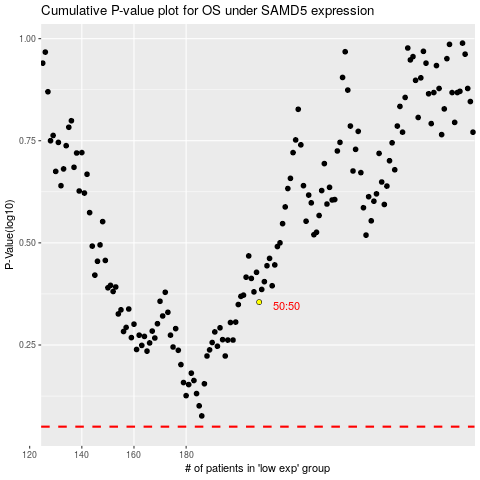 Cumulative P-value plot for OS under SAMD5 expression
P-Value(log10)
1.00
0.75
0.50
0.25
50:50
120 140 160 180
# of patients in 'low exp' group